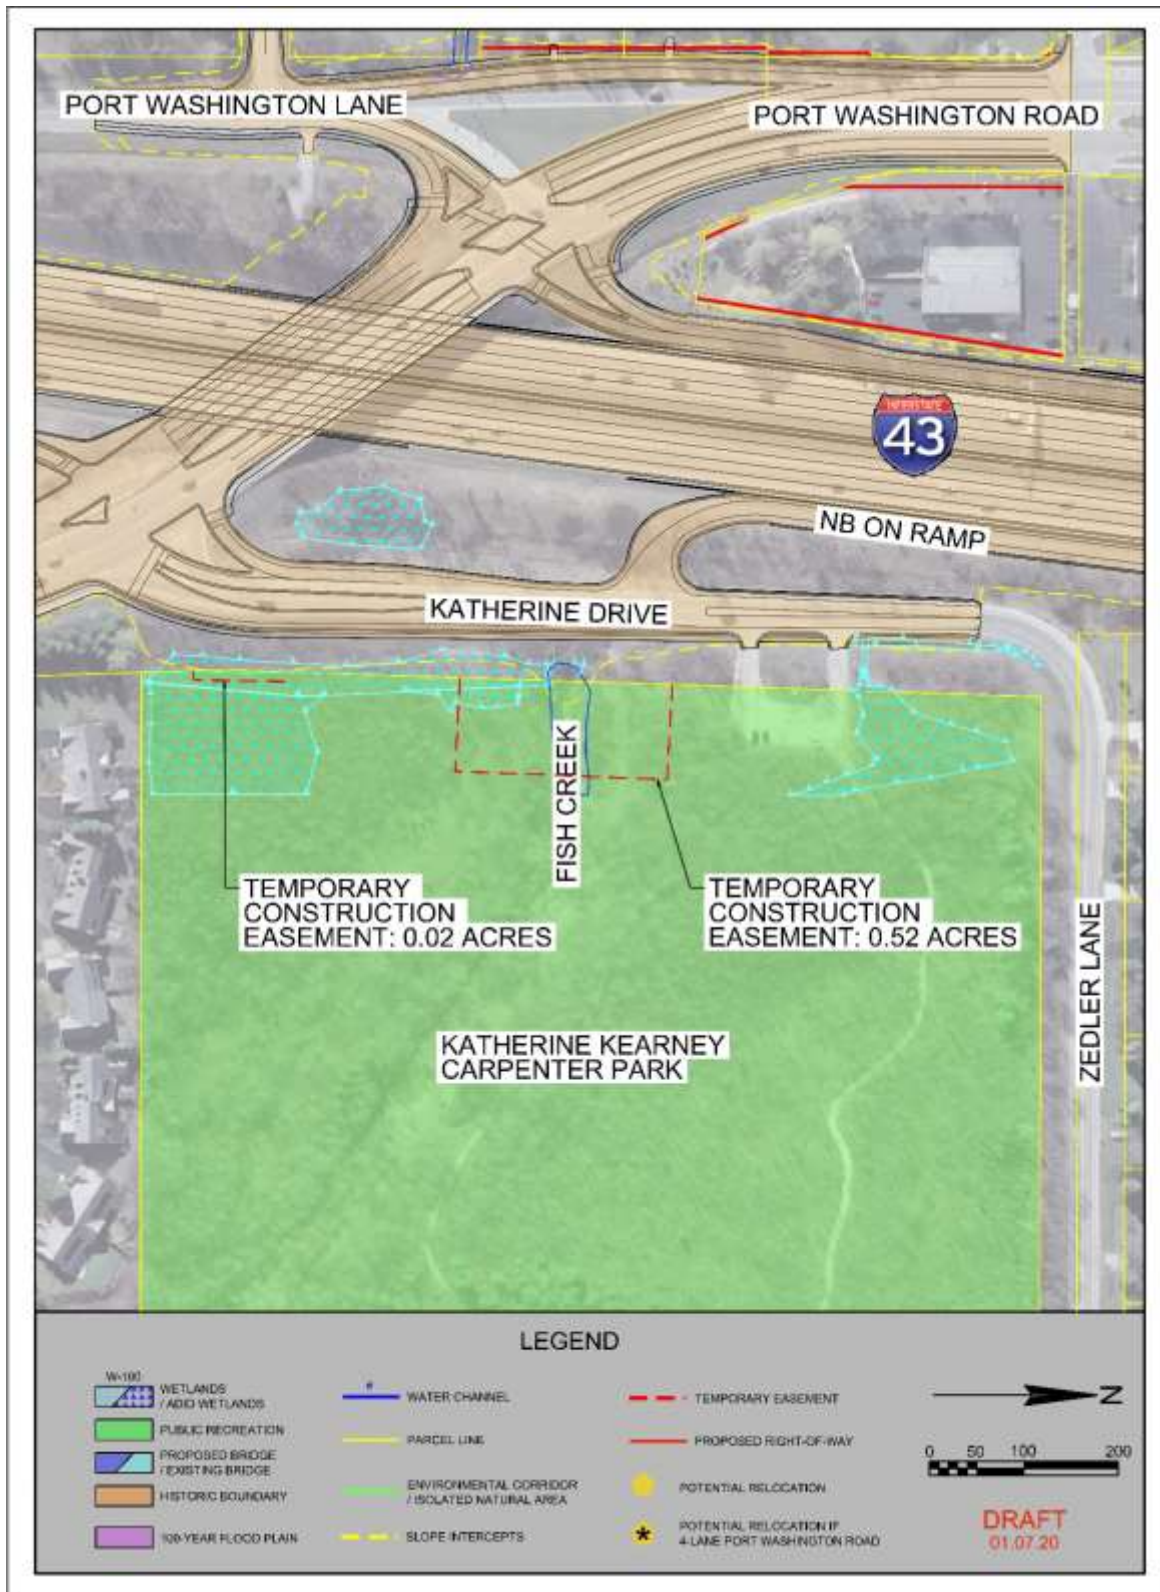 PORT WASHINGTON LANE
PORT WASHINGTON ROAD
INTERSTATE
43
NB ON RAMP
KATHERINE DRIVE
FISH CREEK
TEMPORARY
CONSTRUCTION
EASEMENT: 0.02 ACRES
TEMPORARY
CONSTRUCTION
EASEMENT: 0.52 ACRES
KATHERINE KEARNEY
CARPENTER PARK
ZEDLER LANE
LEGEND
W-100
WETLANDS
/ ADID WETLANDS
PUBLIC RECREATION
PROPOSED BRIDGE
/ EXISTING BRIDGE
HISTORIC BOUNDARY
100-YEAR FLOOD PLAIN
WATER CHANNEL
PARCEL LINE
ENVIRONMENTAL CORRIDOR
/ ISOLATED NATURAL AREA
SLOPE INTERCEPTS
TEMPORARY EASEMENT
PROPOSED RIGHT-OF-WAY
POTENTIAL RELOCATION
*
POTENTIAL RELOCATION IF
4-LANE PORT WASHINGTON ROAD
N
0 50 100 200
DRAFT
01.07.20